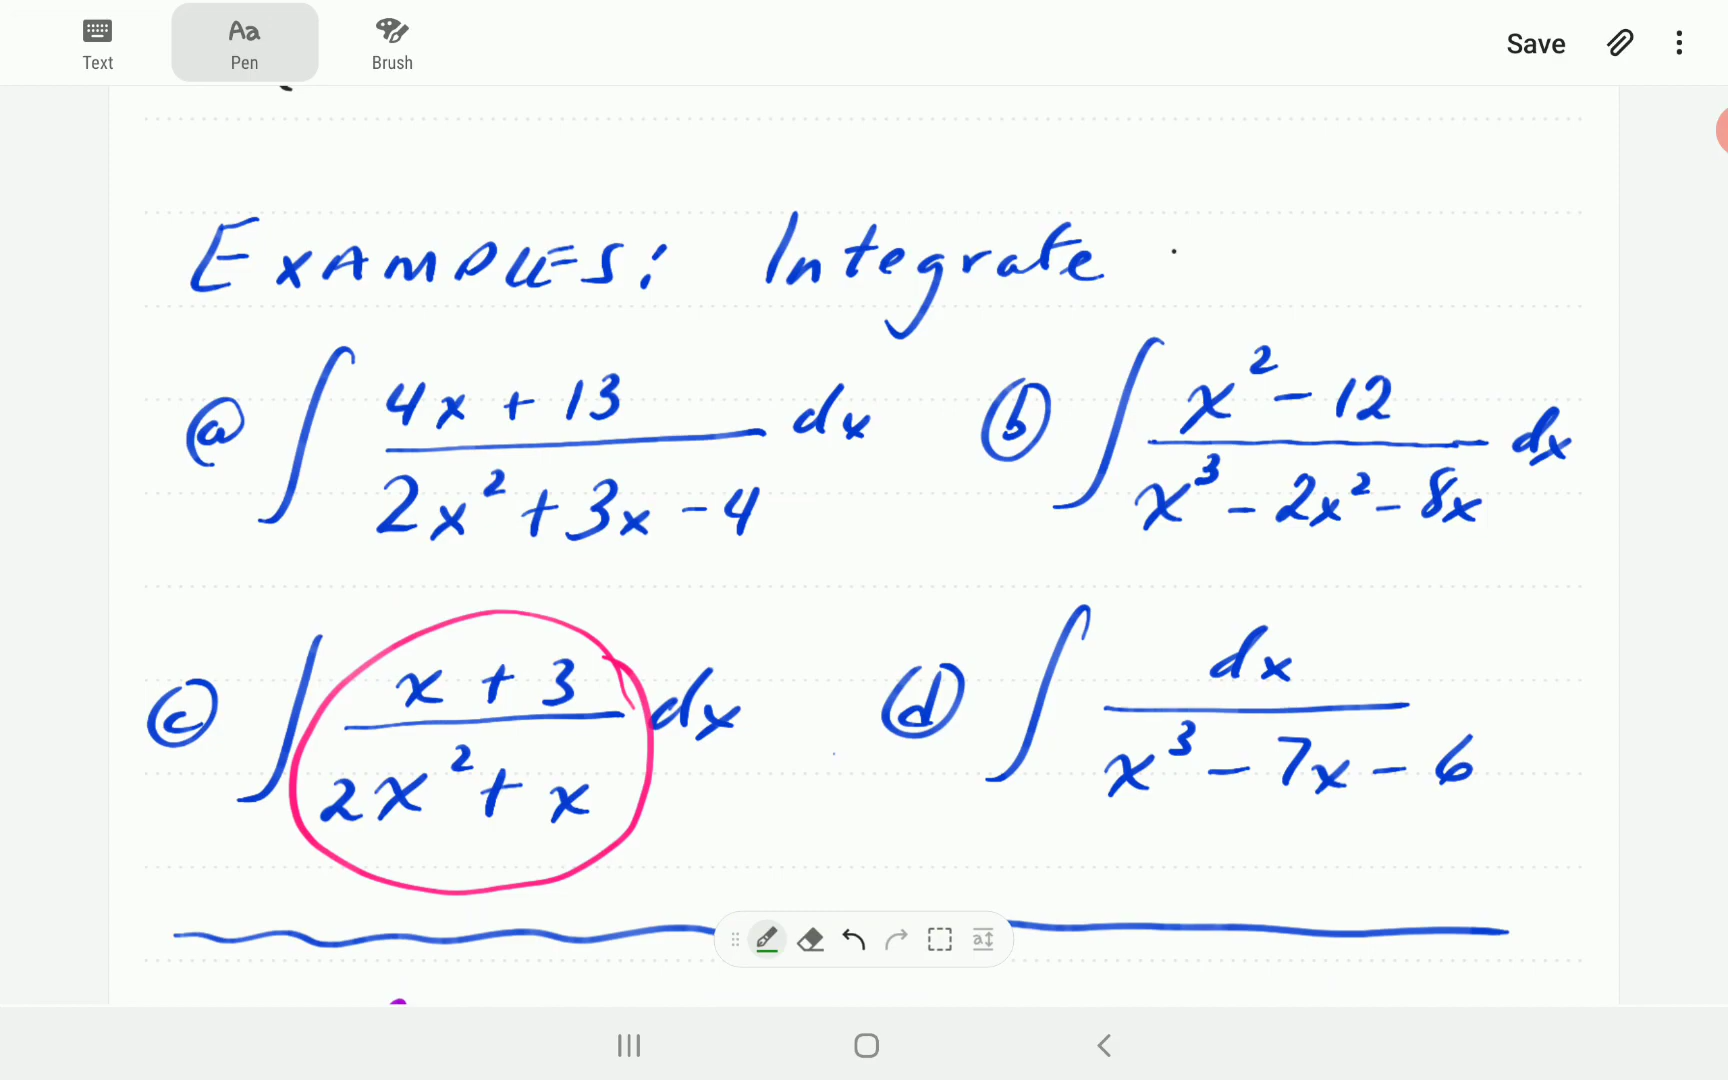 Text Pen Brush Save
EXAMPLES: Integrate
ⓐ ∫ (4x + 13)/(2x² + 3x - 4) dx ⓑ ∫ (x² - 12)/(x³ - 2x² - 8x) dx
ⓒ ∫ (x + 3)/(2x² + x) dx ⓓ ∫ dx/(x³ - 7x - 6)